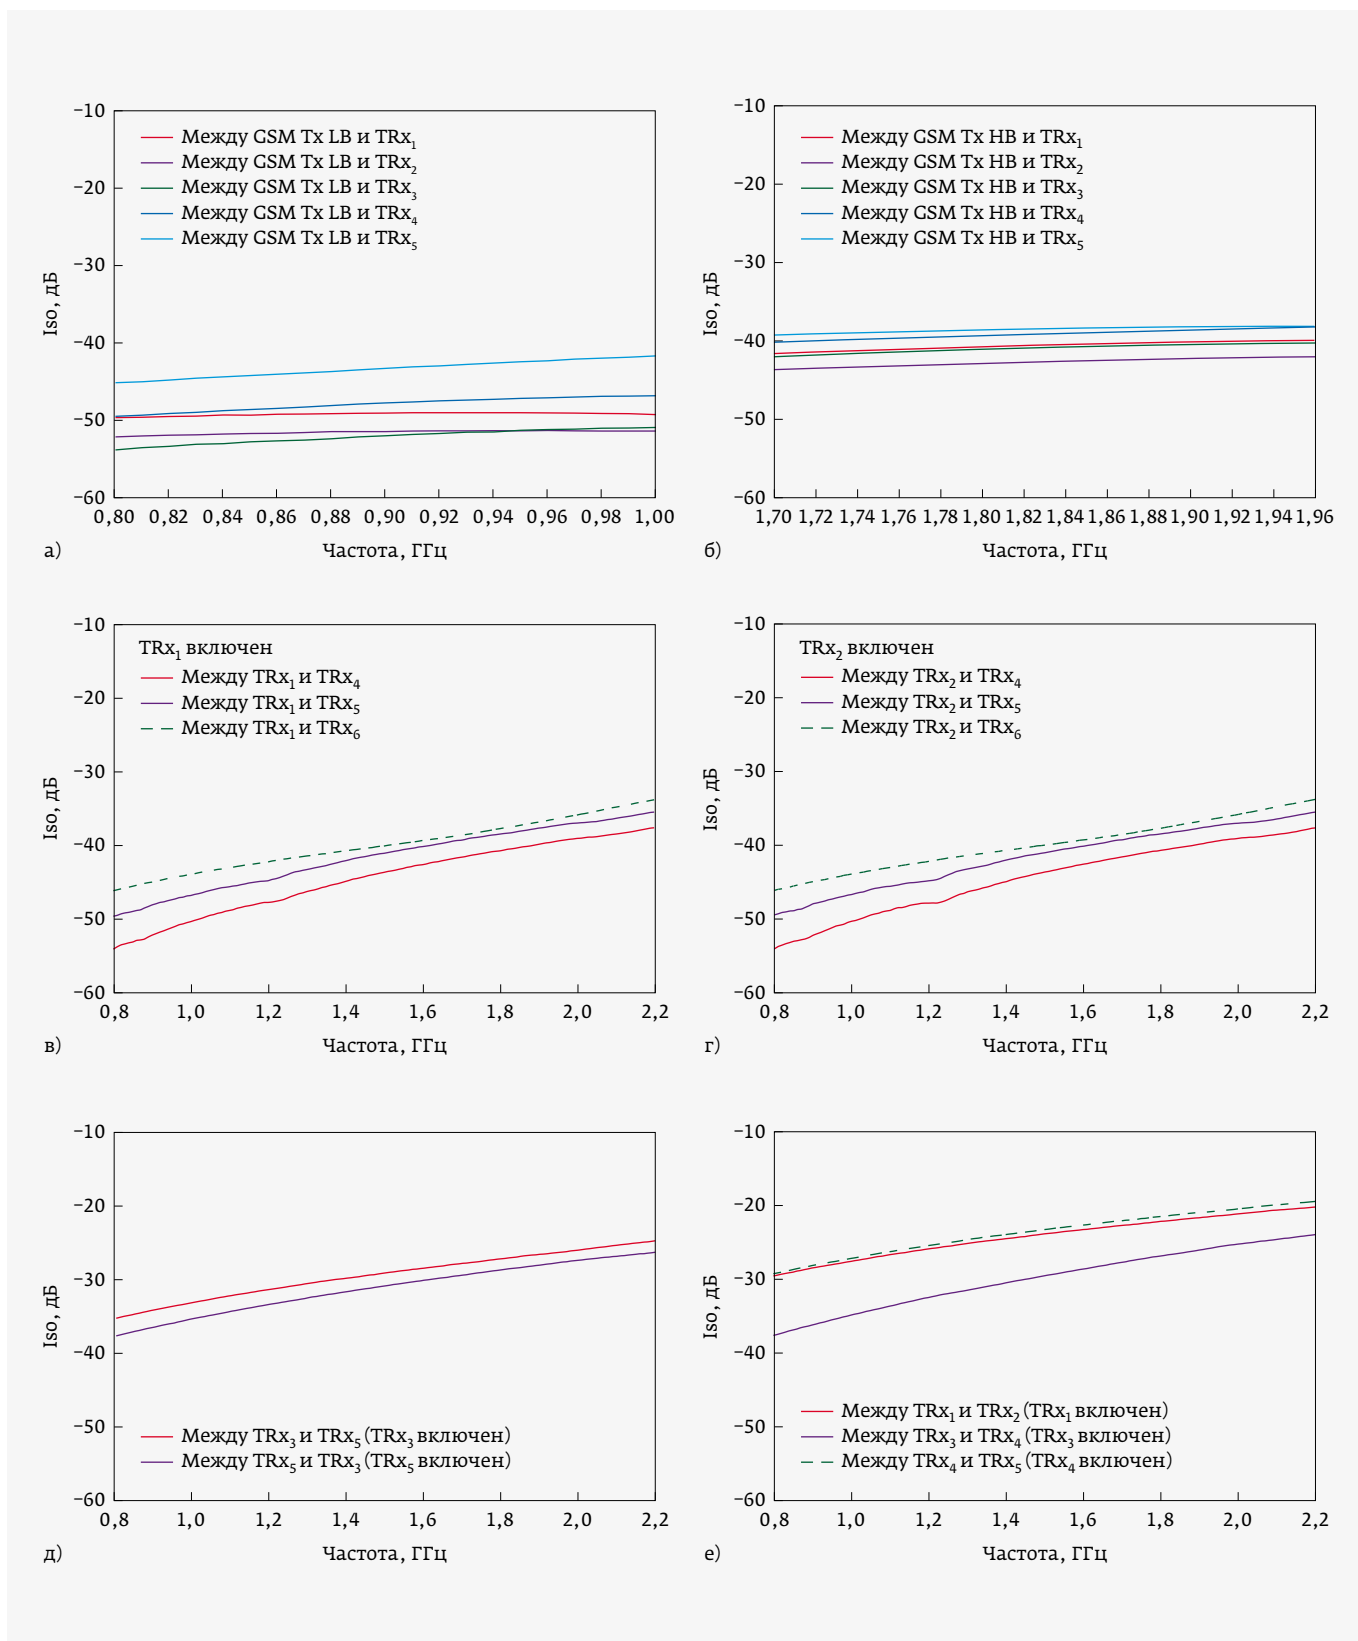 −10
−20
−30
−40
−50
−60
Iso, дБ
Между GSM Tx LB и TRx₁
Между GSM Tx LB и TRx₂
Между GSM Tx LB и TRx₃
Между GSM Tx LB и TRx₄
Между GSM Tx LB и TRx₅
0,80 0,82 0,84 0,86 0,88 0,90 0,92 0,94 0,96 0,98 1,00
Частота, ГГц
а)
−10
−20
−30
−40
−50
−60
Iso, дБ
Между GSM Tx HB и TRx₁
Между GSM Tx HB и TRx₂
Между GSM Tx HB и TRx₃
Между GSM Tx HB и TRx₄
Между GSM Tx HB и TRx₅
1,70 1,72 1,74 1,76 1,78 1,80 1,82 1,84 1,86 1,88 1,90 1,92 1,94 1,96
Частота, ГГц
б)
−10
−20
−30
−40
−50
−60
Iso, дБ
TRx₁ включен
Между TRx₁ и TRx₄
Между TRx₁ и TRx₅
Между TRx₁ и TRx₆
0,8 1,0 1,2 1,4 1,6 1,8 2,0 2,2
Частота, ГГц
в)
−10
−20
−30
−40
−50
−60
Iso, дБ
TRx₂ включен
Между TRx₂ и TRx₄
Между TRx₂ и TRx₅
Между TRx₂ и TRx₆
0,8 1,0 1,2 1,4 1,6 1,8 2,0 2,2
Частота, ГГц
г)
−10
−20
−30
−40
−50
−60
Iso, дБ
Между TRx₃ и TRx₅ (TRx₃ включен)
Между TRx₅ и TRx₃ (TRx₅ включен)
0,8 1,0 1,2 1,4 1,6 1,8 2,0 2,2
Частота, ГГц
д)
−10
−20
−30
−40
−50
−60
Iso, дБ
Между TRx₁ и TRx₂ (TRx₁ включен)
Между TRx₃ и TRx₄ (TRx₃ включен)
Между TRx₄ и TRx₅ (TRx₄ включен)
0,8 1,0 1,2 1,4 1,6 1,8 2,0 2,2
Частота, ГГц
е)